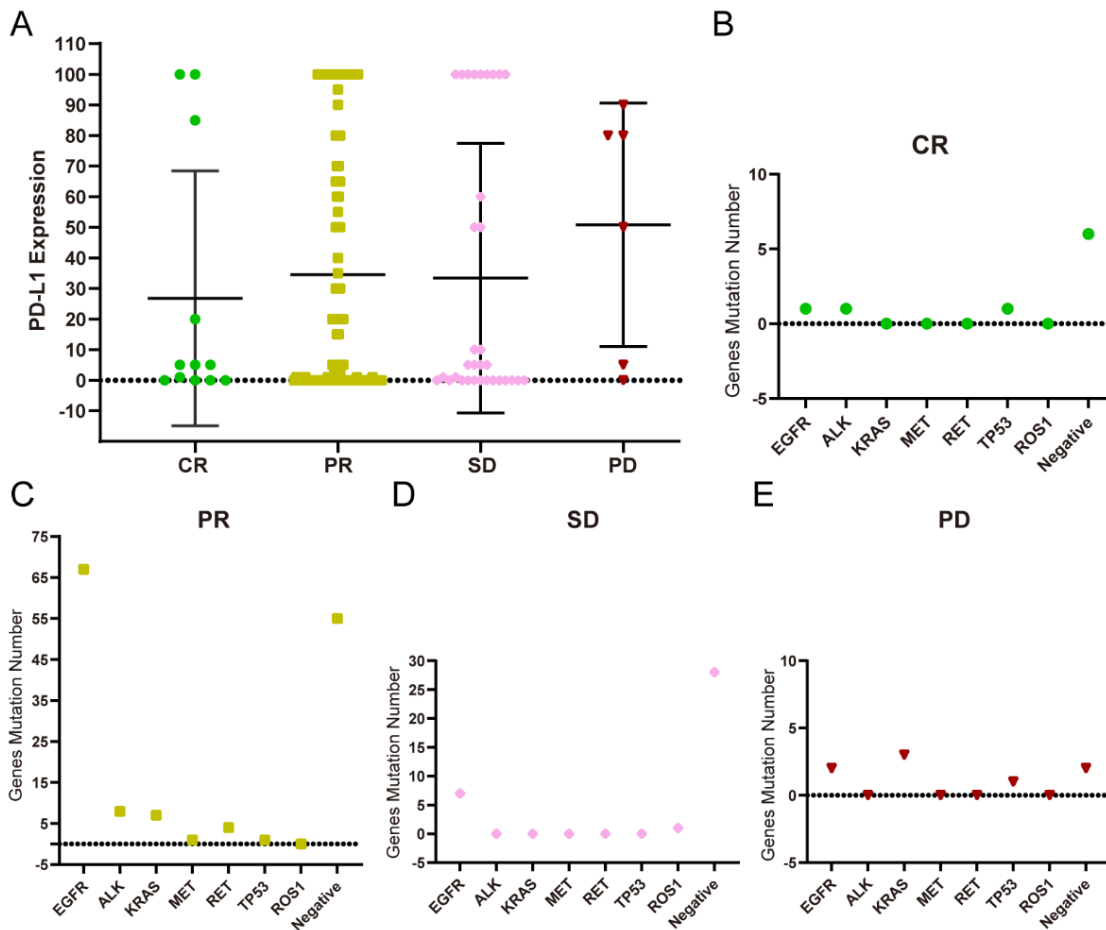 A
PD-L1 Expression
110
100
90
80
70
60
50
40
30
20
10
0
-10
CR PR SD PD
B
CR
Genes Mutation Number
10
5
0
-5
EGFR ALK KRAS MET RET TP53 ROS1 Negative
C
PR
Genes Mutation Number
75
65
55
45
35
25
15
5
-5
EGFR ALK KRAS MET RET TP53 ROS1 Negative
D
SD
Genes Mutation Number
30
25
20
15
10
5
0
-5
EGFR ALK KRAS MET RET TP53 ROS1 Negative
E
PD
Genes Mutation Number
10
5
0
-5
EGFR ALK KRAS MET RET TP53 ROS1 Negative